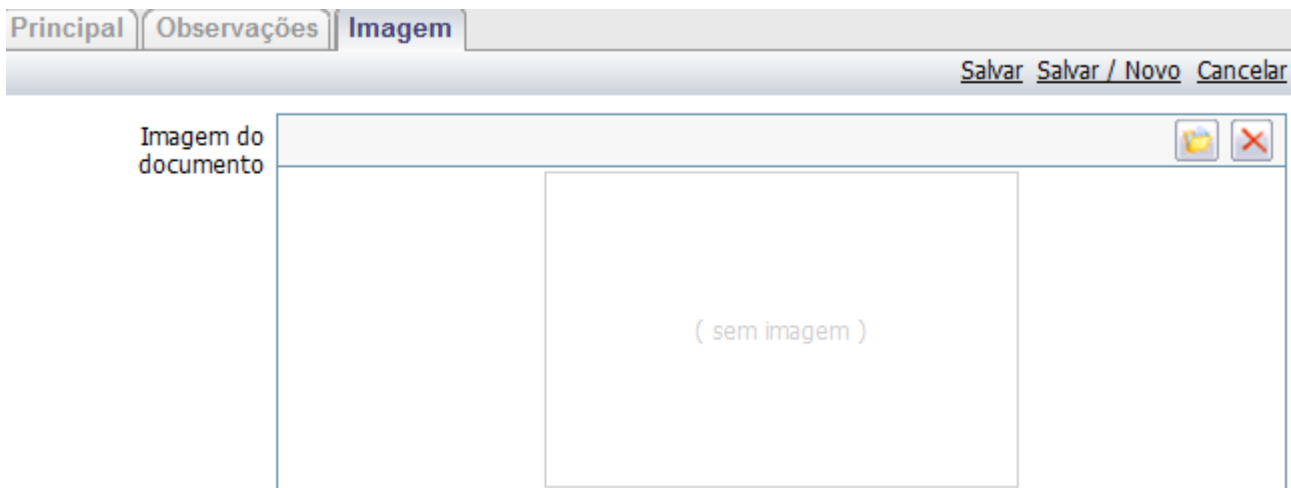 Principal Observações Imagem
Salvar Salvar / Novo Cancelar
Imagem do
documento
( sem imagem )